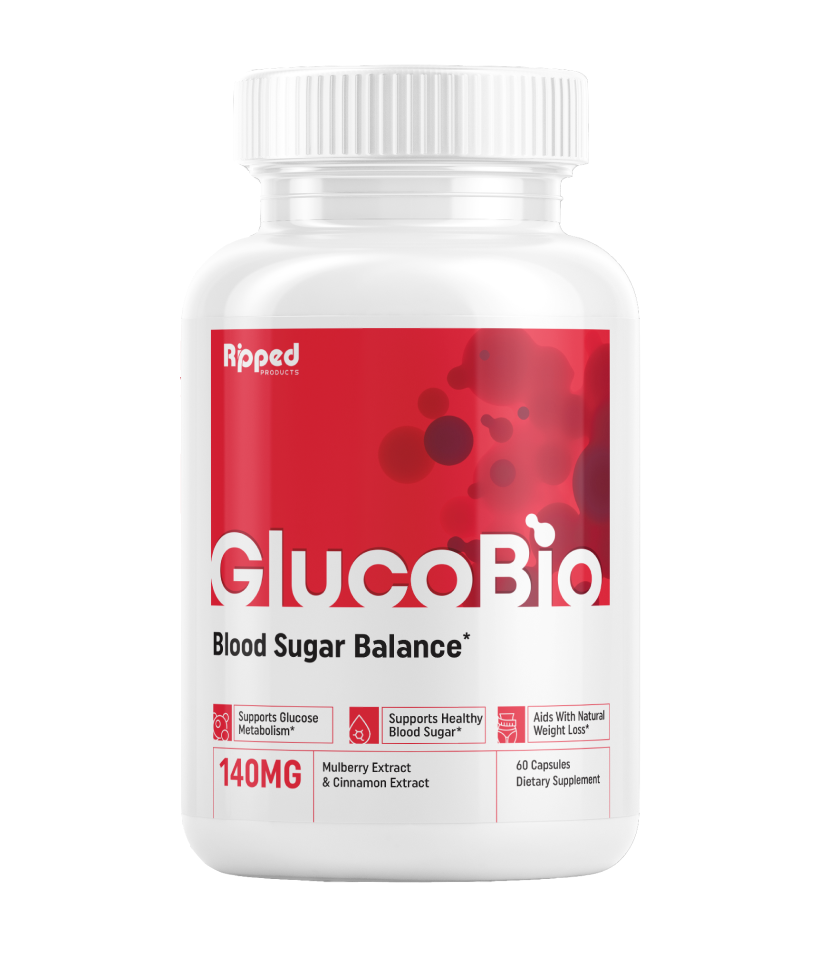 Ripped
PRODUCTS
GlucoBio
Blood Sugar Balance*
Supports Glucose
Metabolism*
Supports Healthy
Blood Sugar*
Aids With Natural
Weight Loss*
140MG
Mulberry Extract
& Cinnamon Extract
60 Capsules
Dietary Supplement